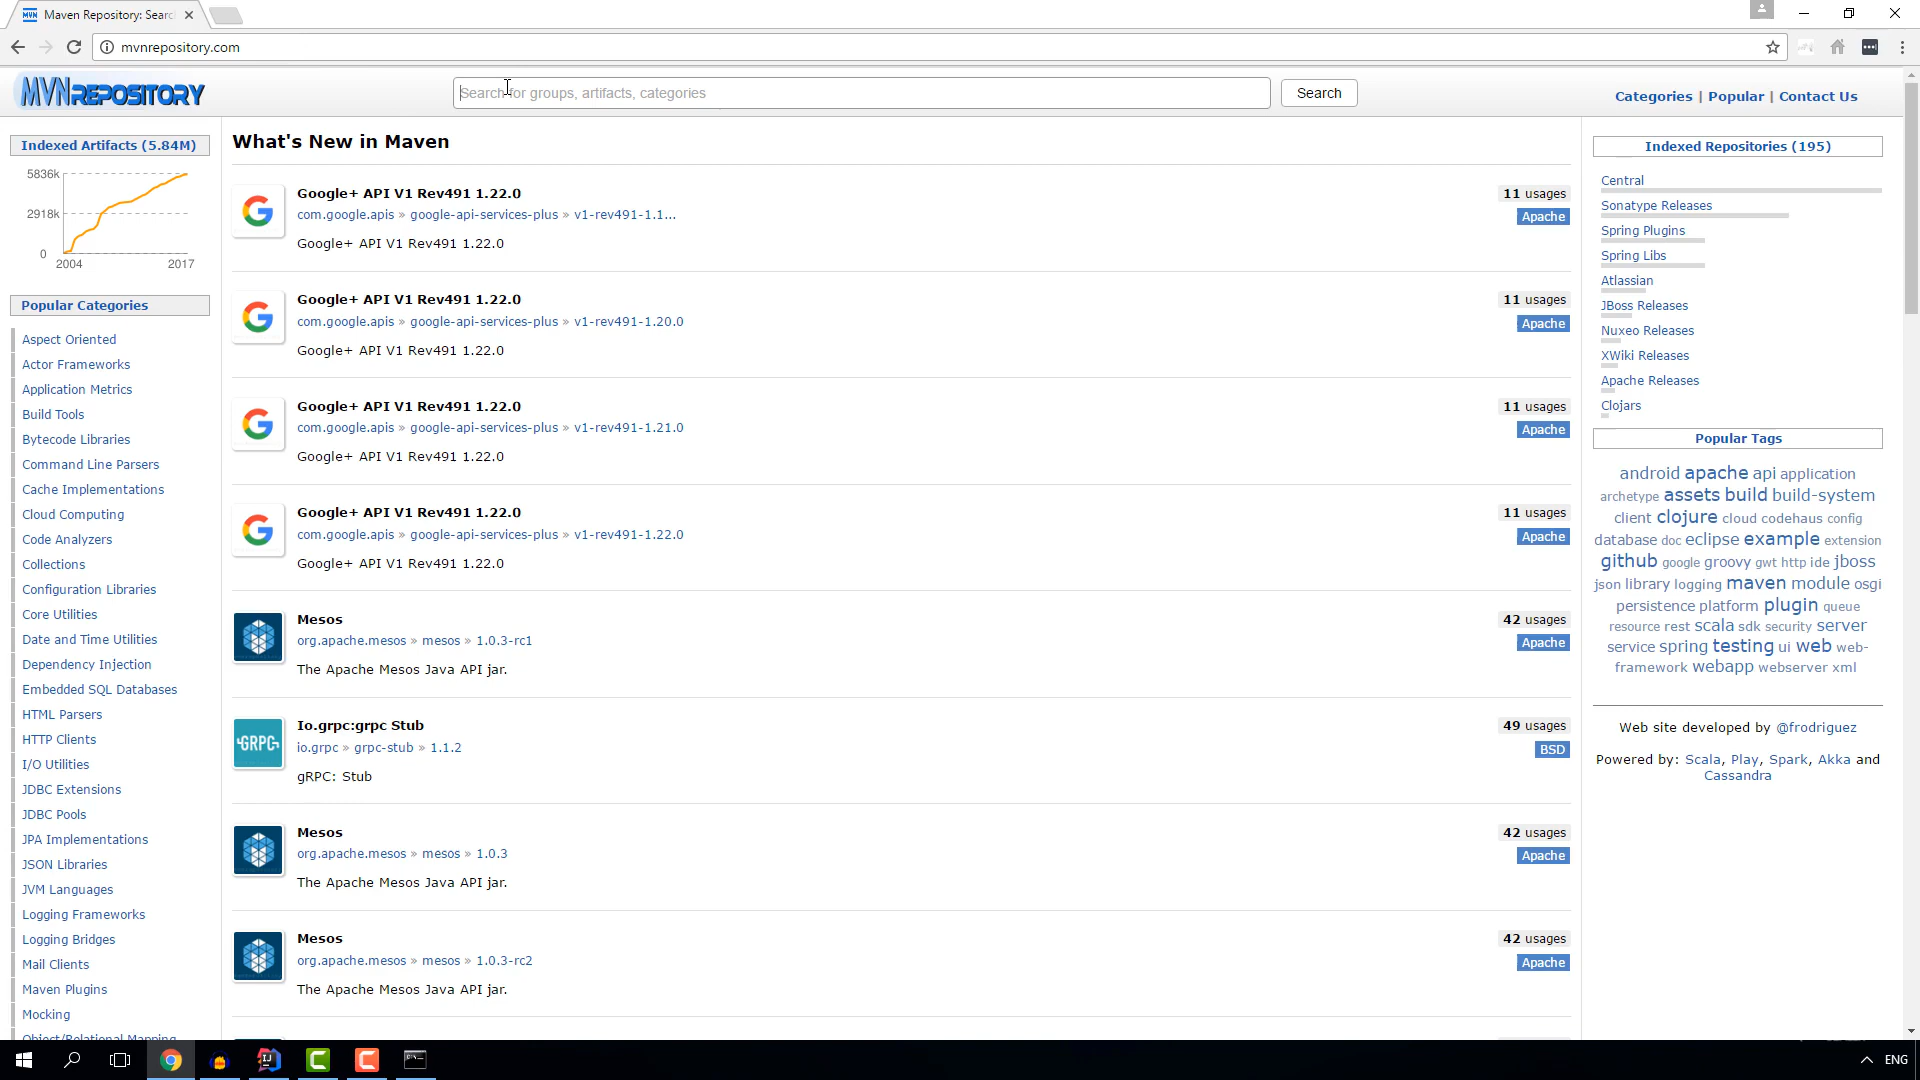 MVN Maven Repository: Searc
mvnrepository.com
MVNREPOSITORY
Search for groups, artifacts, categories
Search
Categories | Popular | Contact Us
Indexed Artifacts (5.84M)
5836k
2918k
0
2004 2017
Popular Categories
Aspect Oriented
Actor Frameworks
Application Metrics
Build Tools
Bytecode Libraries
Command Line Parsers
Cache Implementations
Cloud Computing
Code Analyzers
Collections
Configuration Libraries
Core Utilities
Date and Time Utilities
Dependency Injection
Embedded SQL Databases
HTML Parsers
HTTP Clients
I/O Utilities
JDBC Extensions
JDBC Pools
JPA Implementations
JSON Libraries
JVM Languages
Logging Frameworks
Logging Bridges
Mail Clients
Maven Plugins
Mocking
Object/Relational Mapping
What's New in Maven
Google+ API V1 Rev491 1.22.0
11 usages
com.google.apis » google-api-services-plus » v1-rev491-1.1...
Apache
Google+ API V1 Rev491 1.22.0
Google+ API V1 Rev491 1.22.0
11 usages
com.google.apis » google-api-services-plus » v1-rev491-1.20.0
Apache
Google+ API V1 Rev491 1.22.0
Google+ API V1 Rev491 1.22.0
11 usages
com.google.apis » google-api-services-plus » v1-rev491-1.21.0
Apache
Google+ API V1 Rev491 1.22.0
Google+ API V1 Rev491 1.22.0
11 usages
com.google.apis » google-api-services-plus » v1-rev491-1.22.0
Apache
Google+ API V1 Rev491 1.22.0
Mesos
42 usages
org.apache.mesos » mesos » 1.0.3-rc1
Apache
The Apache Mesos Java API jar.
Io.grpc:grpc Stub
49 usages
GRPC
io.grpc » grpc-stub » 1.1.2
BSD
gRPC: Stub
Mesos
42 usages
org.apache.mesos » mesos » 1.0.3
Apache
The Apache Mesos Java API jar.
Mesos
42 usages
org.apache.mesos » mesos » 1.0.3-rc2
Apache
The Apache Mesos Java API jar.
Indexed Repositories (195)
Central
Sonatype Releases
Spring Plugins
Spring Libs
Atlassian
JBoss Releases
Nuxeo Releases
XWiki Releases
Apache Releases
Clojars
Popular Tags
android apache api application
archetype assets build build-system
client clojure cloud codehaus config
database doc eclipse example extension
github google groovy gwt http ide jboss
json library logging maven module osgi
persistence platform plugin queue
resource rest scala sdk security server
service spring testing ui web web-
framework webapp webserver xml
Web site developed by @frodriguez
Powered by: Scala, Play, Spark, Akka and
Cassandra
IJ
ENG